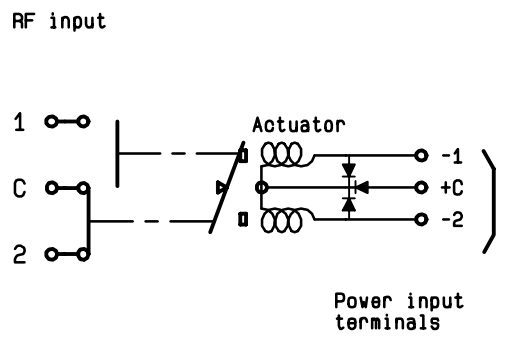 RF input
1
Actuator
-1
C
+C
-2
2
Power input
terminals